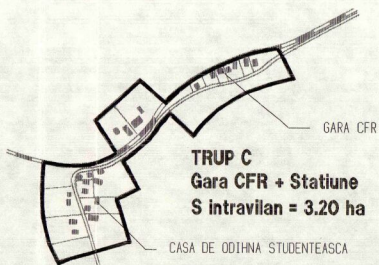 GARA CFR
TRUP C
Gara CFR + Statiune
S intravilan = 3.20 ha
CASA DE ODIHNA STUDENTEASCA